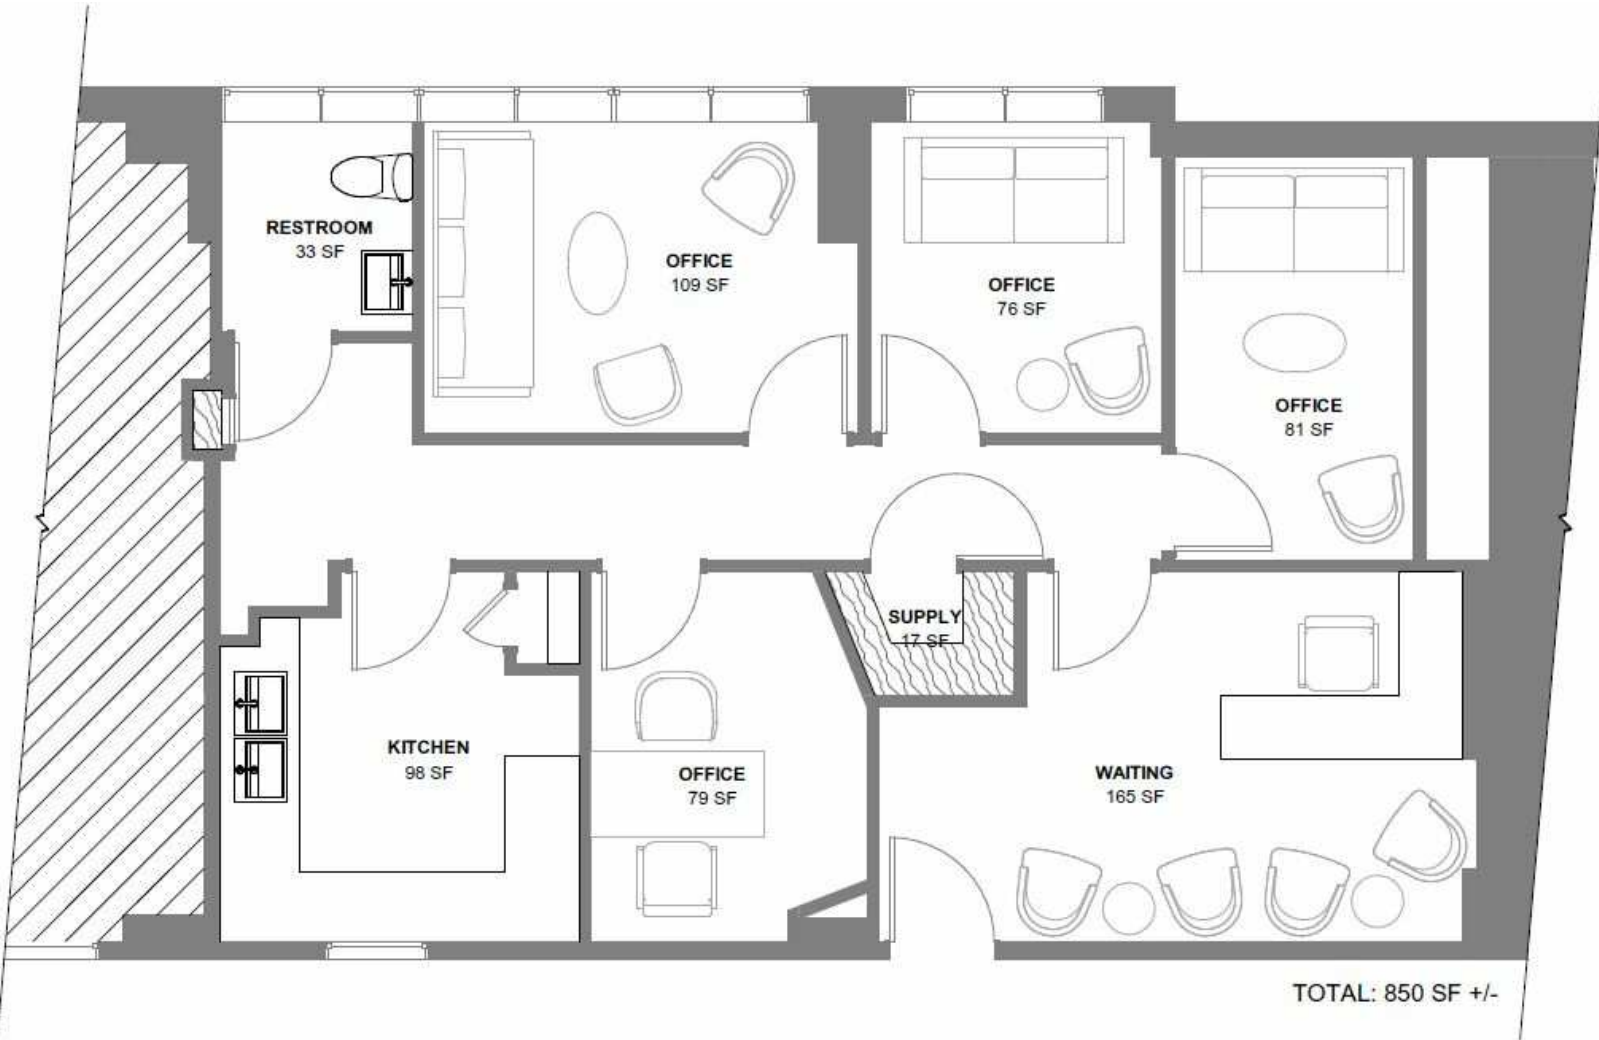 RESTROOM
33 SF
OFFICE
109 SF
OFFICE
76 SF
OFFICE
81 SF
SUPPLY
17 SF
KITCHEN
98 SF
OFFICE
79 SF
WAITING
165 SF
TOTAL: 850 SF +/-